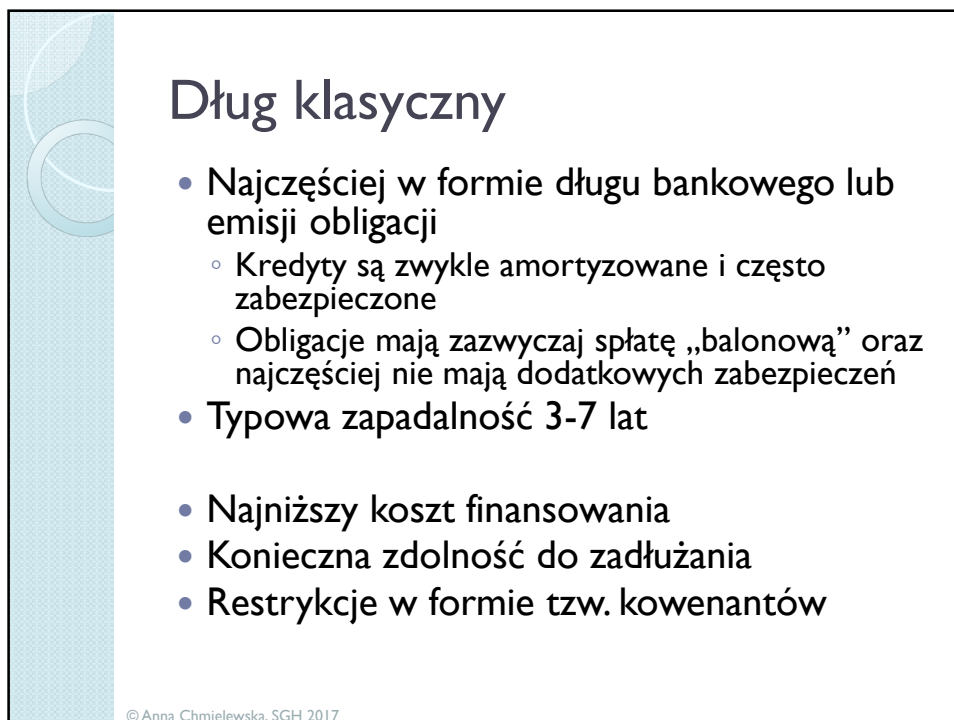 Dług klasyczny
• Najczęściej w formie długu bankowego lub
emisji obligacji
◦ Kredyty są zwykle amortyzowane i często
zabezpieczone
◦ Obligacje mają zazwyczaj spłatę „balonową” oraz
najczęściej nie mają dodatkowych zabezpieczeń
• Typowa zapadalność 3-7 lat
• Najniższy koszt finansowania
• Konieczna zdolność do zadłużania
• Restrykcje w formie tzw. kowenantów
© Anna Chmielewska, SGH 2017